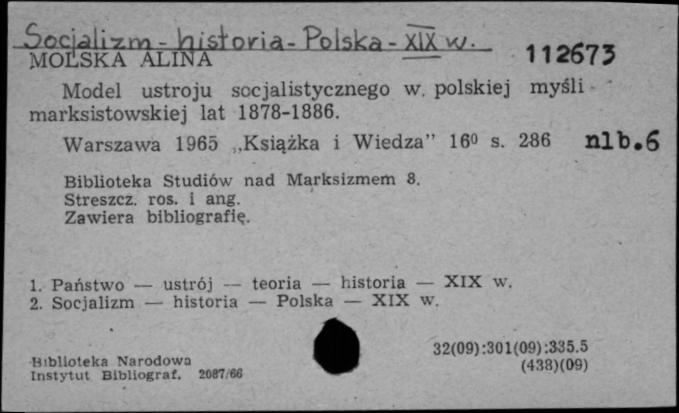 Socjalizm - historia - Polska - XIX w.
MOLSKA ALINA 112673
Model ustroju socjalistycznego w polskiej myśli
marksistowskiej lat 1878-1886.
Warszawa 1965 „Książka i Wiedza” 16⁰ s. 286 nlb.6
Biblioteka Studiów nad Marksizmem 8.
Streszcz. ros. i ang.
Zawiera bibliografię.
1. Państwo — ustrój — teoria — historia — XIX w.
2. Socjalizm — historia — Polska — XIX w.
32(09):301(09):335.5
(438)(09)
Biblioteka Narodowa
Instytut Bibliograf. 2087/66